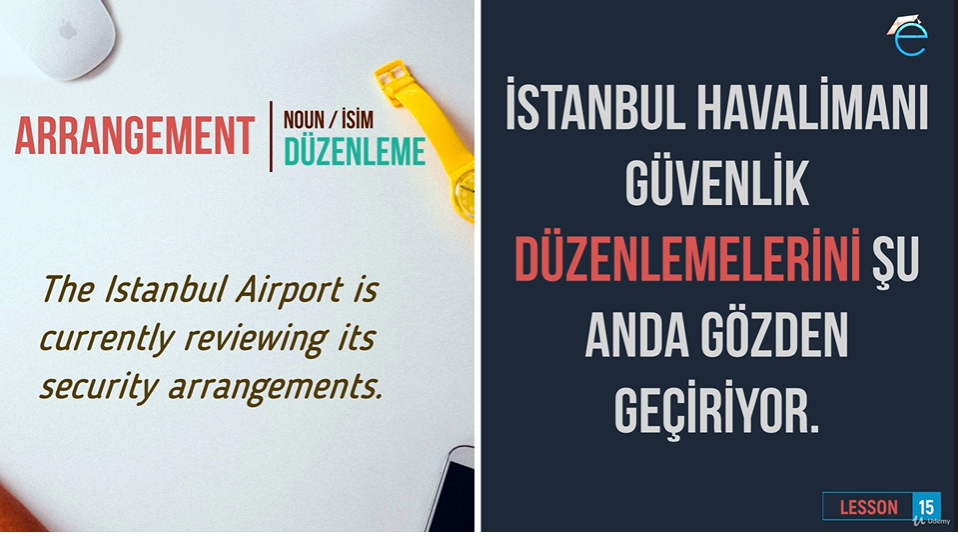 ARRANGEMENT
NOUN / İSİM
DÜZENLEME
The Istanbul Airport is
currently reviewing its
security arrangements.
e
İSTANBUL HAVALİMANI
GÜVENLİK
DÜZENLEMELERİNİ ŞU
ANDA GÖZDEN
GEÇİRİYOR.
LESSON 15
Udemy